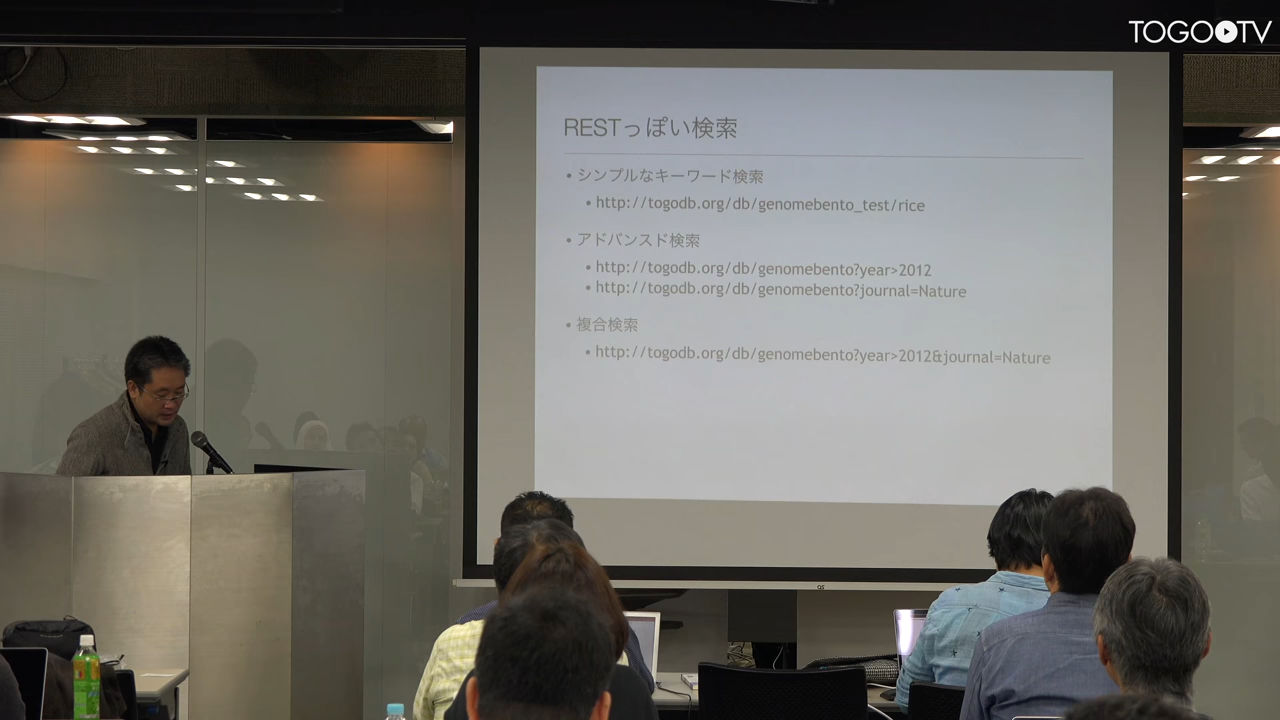 TOGOTV
RESTっぽい検索
• シンプルなキーワード検索
• http://togodb.org/db/genomebento_test/rice
• アドバンスド検索
• http://togodb.org/db/genomebento?year>2012
• http://togodb.org/db/genomebento?journal=Nature
• 複合検索
• http://togodb.org/db/genomebento?year>2012&journal=Nature